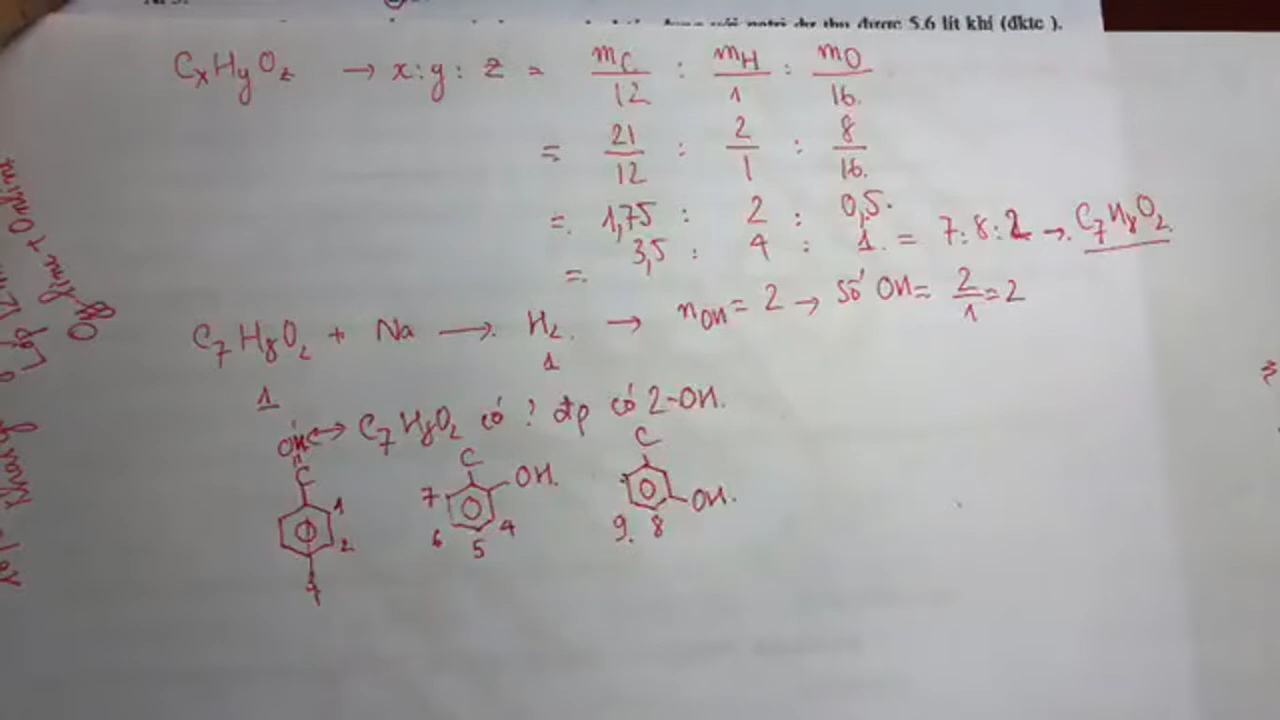 dư thu được 5.6 lít khí (đktc ).
CxHyOz → x:y:z = mC/12 : mH/1 : mO/16.
= 21/12 : 2/1 : 8/16.
= 1,75 : 2 : 0,5.
= 3,5 : 4 : 1. = 7:8:2 → C7H8O2
C7H8O2 + Na → H2. → nOH = 2 → số OH = 2/1 = 2
1 1
↔ C7H8O2 có ? đp có 2-OH.
OH
C C C
OH. OH.
1 7
2 6 5 4 9. 8
4